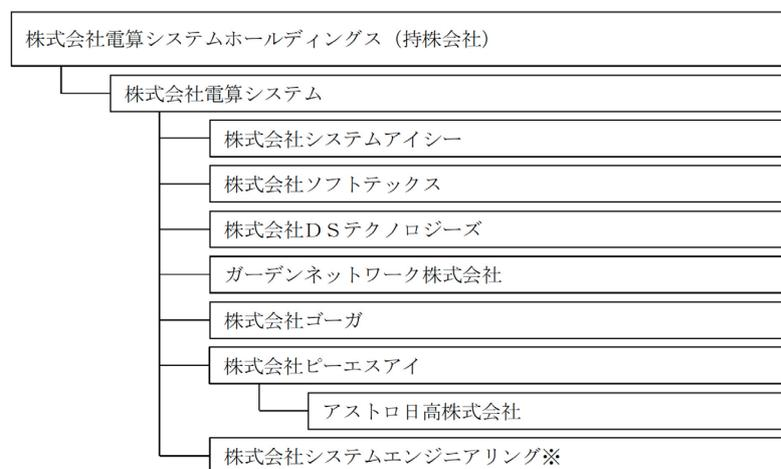 株式会社電算システムホールディングス（持株会社）
株式会社電算システム
株式会社システムアイシー
株式会社ソフトテックス
株式会社ＤＳテクノロジーズ
ガーデンネットワーク株式会社
株式会社ゴーガ
株式会社ピーエスアイ
アストロ日高株式会社
株式会社システムエンジニアリング※